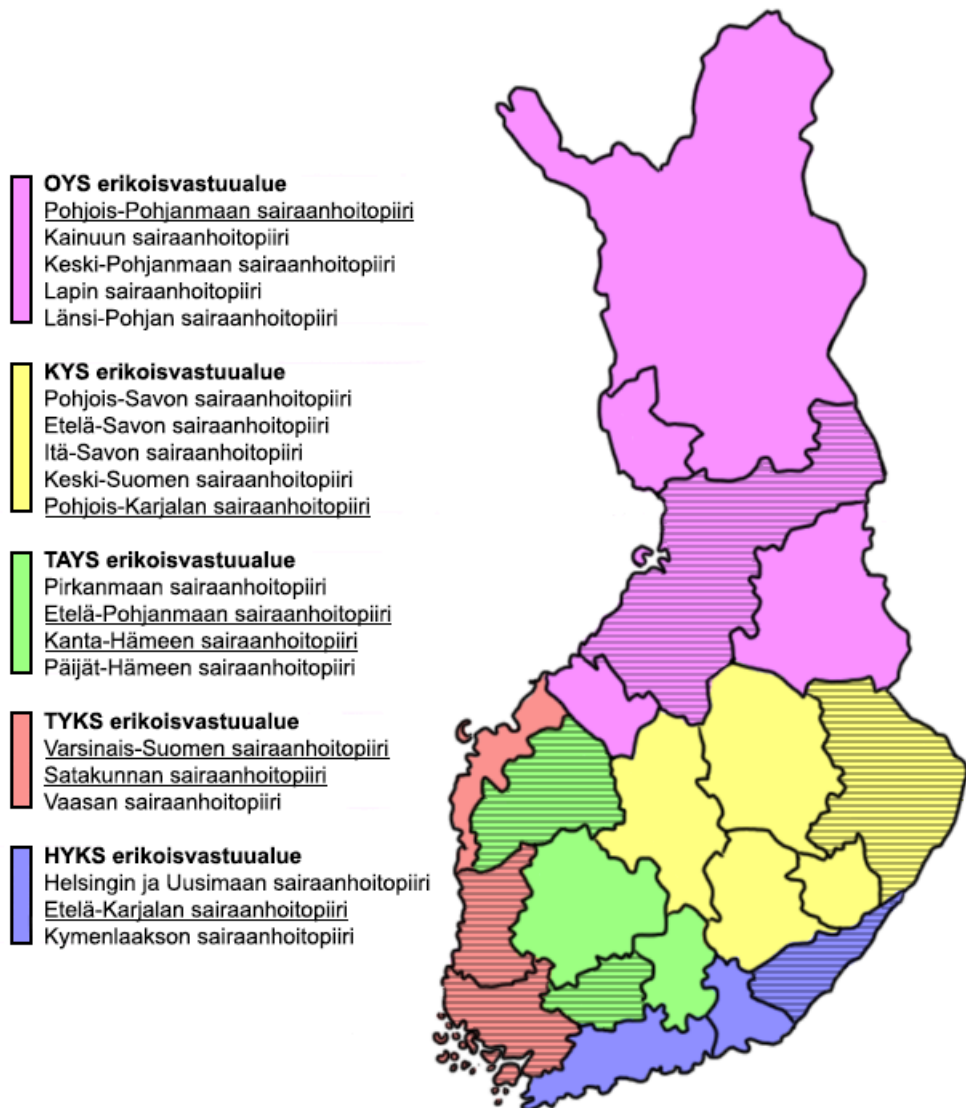 OYS erikoisvastuualue
Pohjois-Pohjanmaan sairaanhoitopiiri
Kainuun sairaanhoitopiiri
Keski-Pohjanmaan sairaanhoitopiiri
Lapin sairaanhoitopiiri
Länsi-Pohjan sairaanhoitopiiri
KYS erikoisvastuualue
Pohjois-Savon sairaanhoitopiiri
Etelä-Savon sairaanhoitopiiri
Itä-Savon sairaanhoitopiiri
Keski-Suomen sairaanhoitopiiri
Pohjois-Karjalan sairaanhoitopiiri
TAYS erikoisvastuualue
Pirkanmaan sairaanhoitopiiri
Etelä-Pohjanmaan sairaanhoitopiiri
Kanta-Hämeen sairaanhoitopiiri
Päijät-Hämeen sairaanhoitopiiri
TYKS erikoisvastuualue
Varsinais-Suomen sairaanhoitopiiri
Satakunnan sairaanhoitopiiri
Vaasan sairaanhoitopiiri
HYKS erikoisvastuualue
Helsingin ja Uusimaan sairaanhoitopiiri
Etelä-Karjalan sairaanhoitopiiri
Kymenlaakson sairaanhoitopiiri